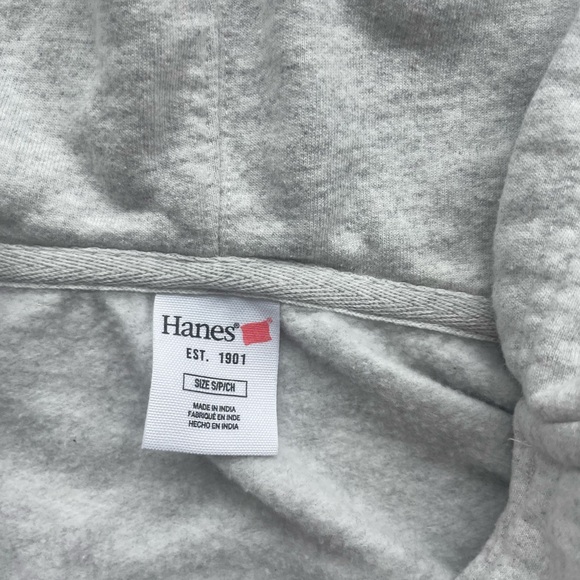 Hanes®
EST. 1901
SIZE S/P/CH
MADE IN INDIA
FABRIQUÉ EN INDE
HECHO EN INDIA